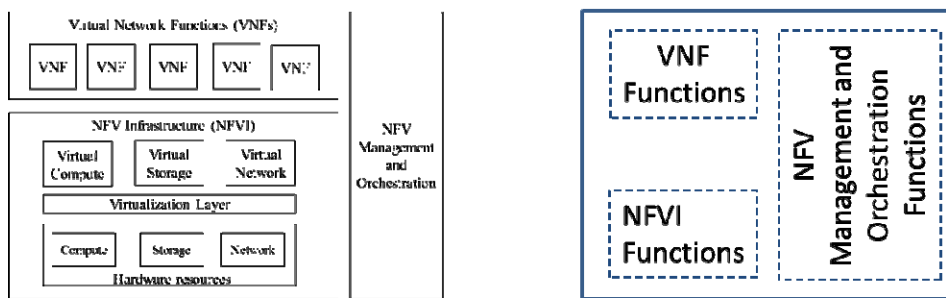 Virtual Network Functions (VNFs)
VNF VNF VNF VNF VNF
NFV Infrastructure (NFVI)
Virtual
Compute
Virtual
Storage
Virtual
Network
Virtualization Layer
Compute Storage Network
Hardware resources
NFV
Management
and
Orchestration
VNF
Functions
NFVI
Functions
NFV
Management and
Orchestration
Functions